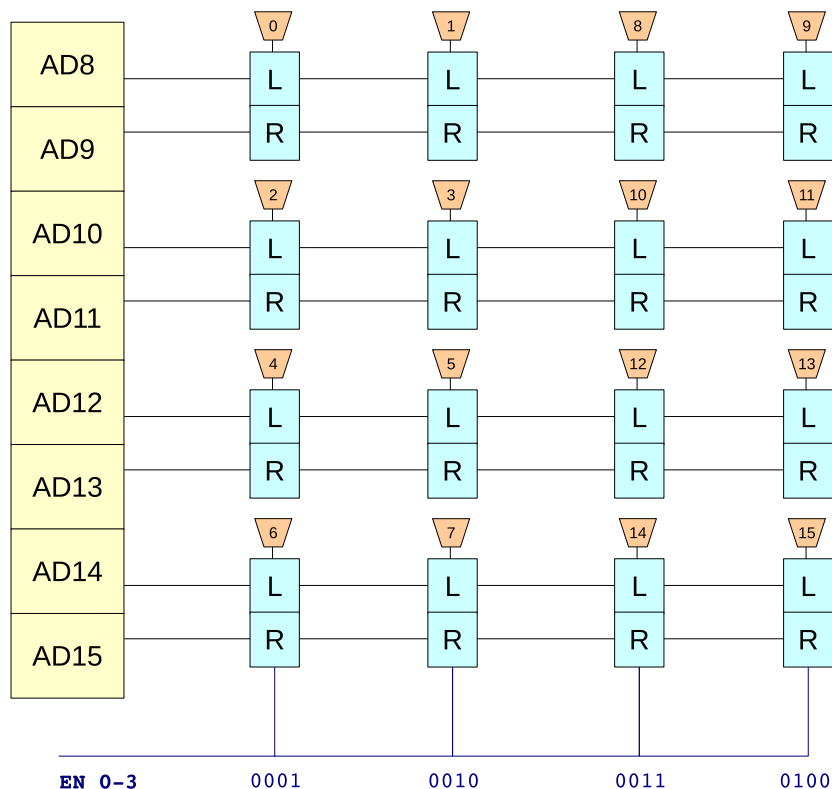 0 1 8 9
AD8 L L L L
AD9 R R R R
2 3 10 11
AD10 L L L L
AD11 R R R R
4 5 12 13
AD12 L L L L
AD13 R R R R
6 7 14 15
AD14 L L L L
AD15 R R R R
EN 0-3 0001 0010 0011 0100